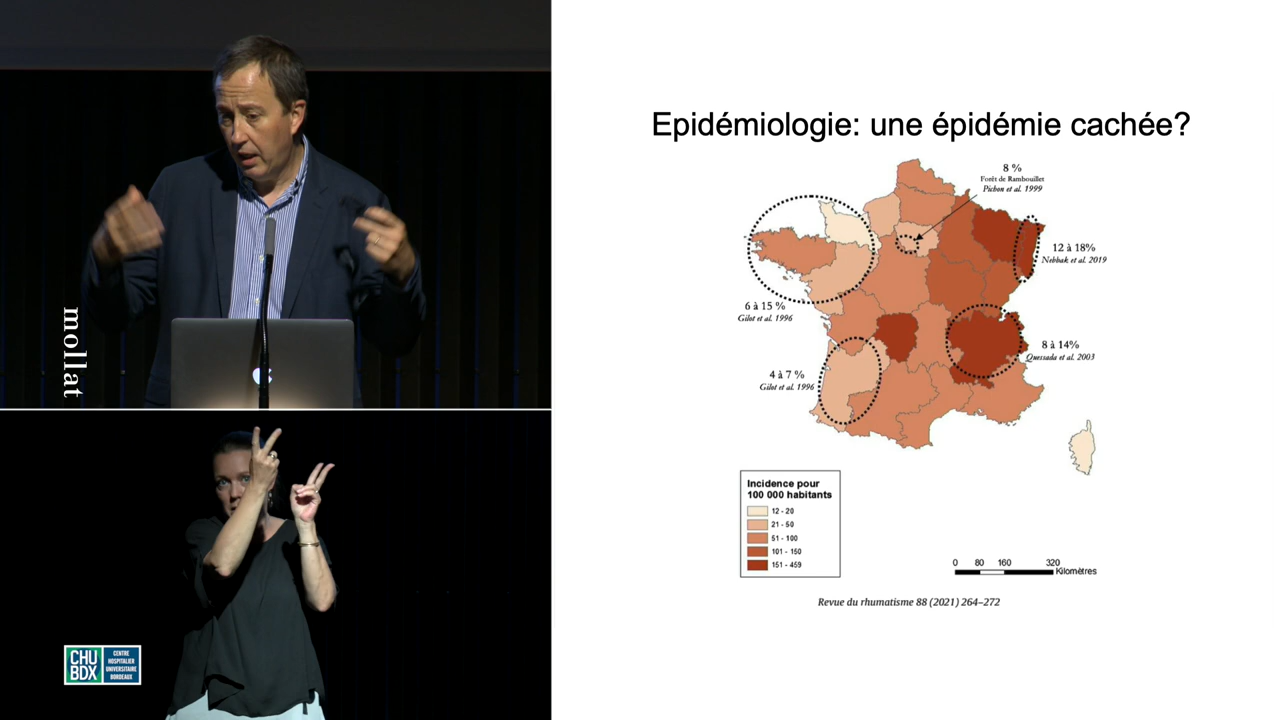 mollat
CHU
BDX
CENTRE
HOSPITALIER
UNIVERSITAIRE
BORDEAUX
Epidémiologie: une épidémie cachée?
8 %
Forêt de Rambouillet
Pichon et al. 1999
12 à 18%
Nebbak et al. 2019
6 à 15 %
Gilot et al. 1996
8 à 14%
Quessada et al. 2003
4 à 7 %
Gilot et al. 1996
Incidence pour
100 000 habitants
12 - 20
21 - 50
51 - 100
101 - 150
151 - 459
0 80 160 320
Kilomètres
Revue du rhumatisme 88 (2021) 264–272